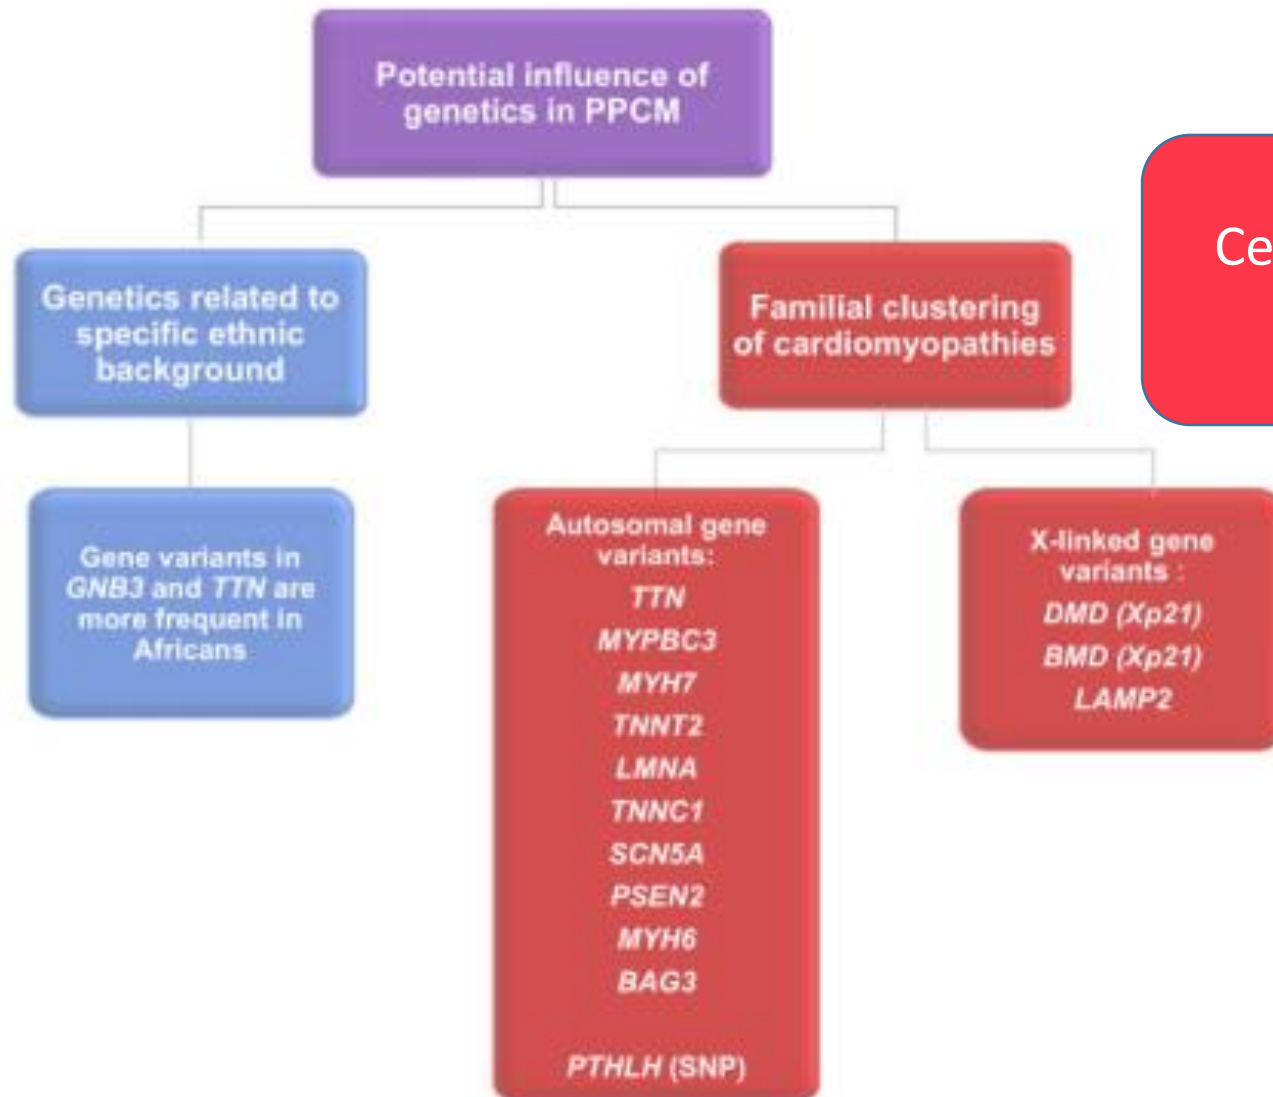 Potential influence of
genetics in PPCM
Ce
Genetics related to
specific ethnic
background
Familial clustering
of cardiomyopathies
Gene variants in
GNB3 and TTN are
more frequent in
Africans
Autosomal gene
variants:
TTN
MYPBC3
MYH7
TNNT2
LMNA
TNNC1
SCN5A
PSEN2
MYH6
BAG3
PTHLH (SNP)
X-linked gene
variants :
DMD (Xp21)
BMD (Xp21)
LAMP2